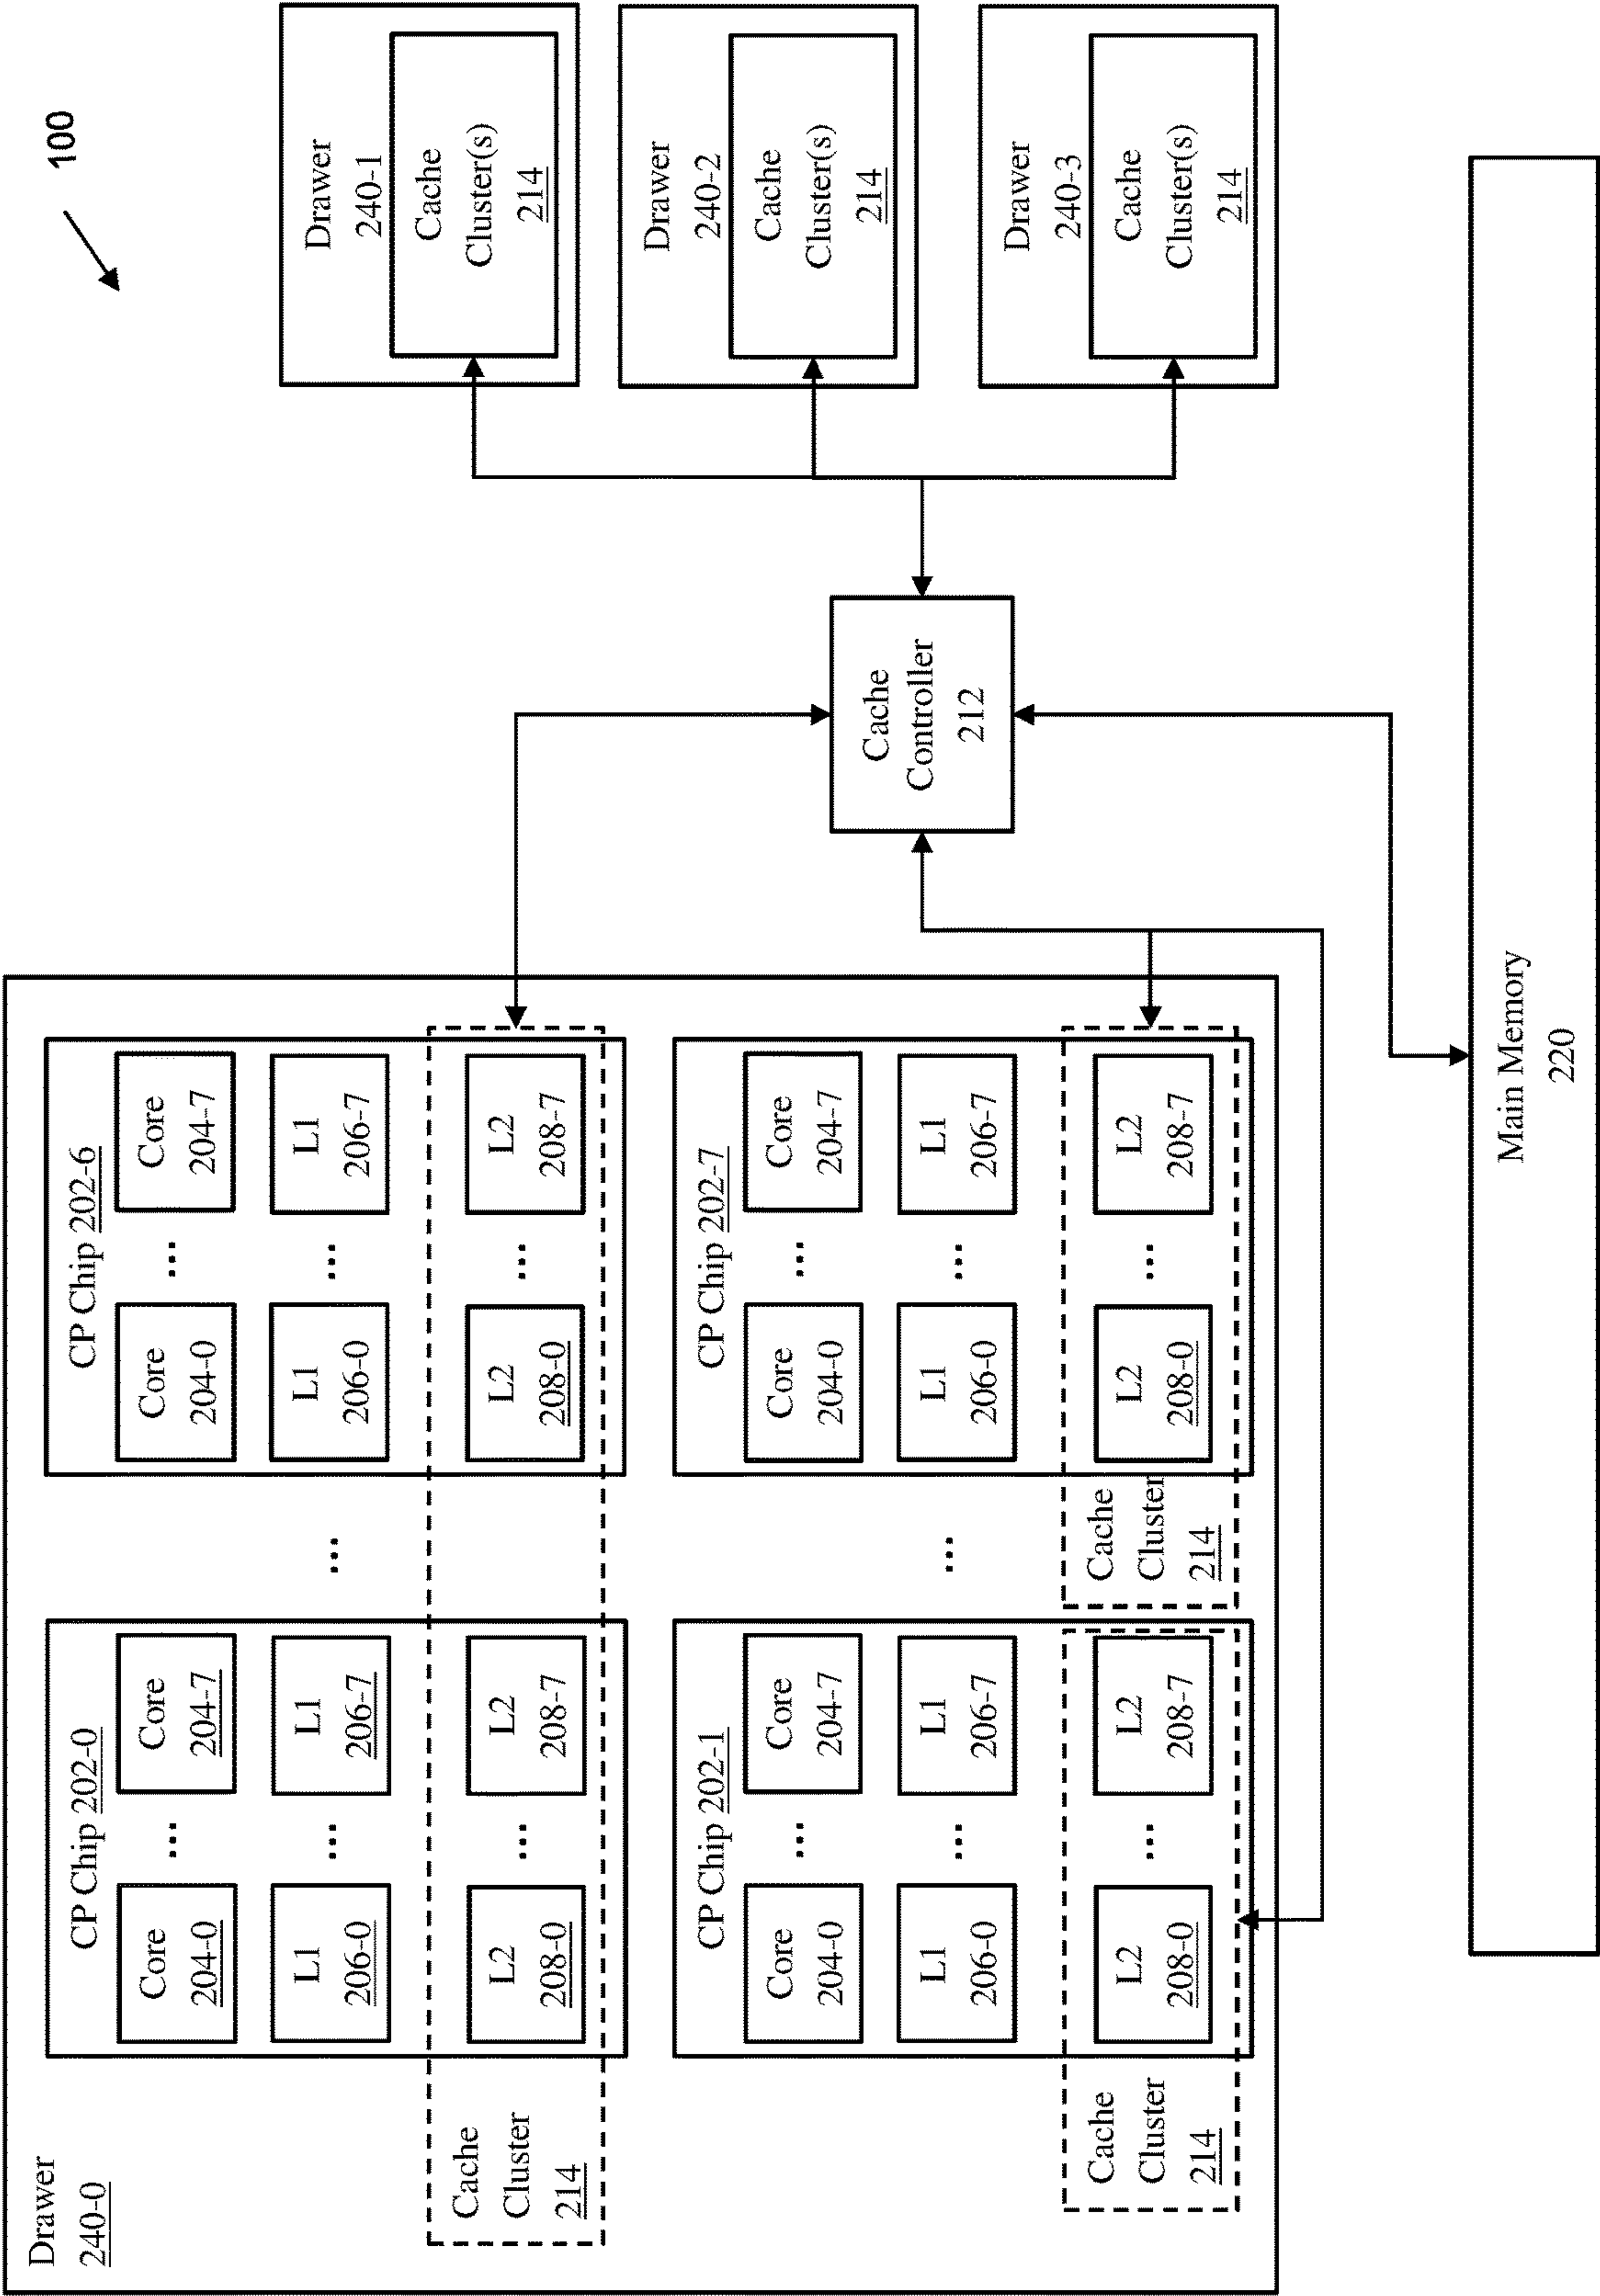 100
Drawer
240-0
CP Chip 202-0
Core
204-0
...
Core
204-7
L1
206-0
...
L1
206-7
L2
208-0
...
L2
208-7
...
CP Chip 202-6
Core
204-0
...
Core
204-7
L1
206-0
...
L1
206-7
L2
208-0
...
L2
208-7
Cache
Cluster
214
CP Chip 202-1
Core
204-0
...
Core
204-7
L1
206-0
...
L1
206-7
L2
208-0
...
L2
208-7
Cache
Cluster
214
...
CP Chip 202-7
Core
204-0
...
Core
204-7
L1
206-0
...
L1
206-7
L2
208-0
...
L2
208-7
Cache
Cluster
214
Cache
Controller
212
Drawer
240-1
Cache
Cluster(s)
214
Drawer
240-2
Cache
Cluster(s)
214
Drawer
240-3
Cache
Cluster(s)
214
Main Memory
220